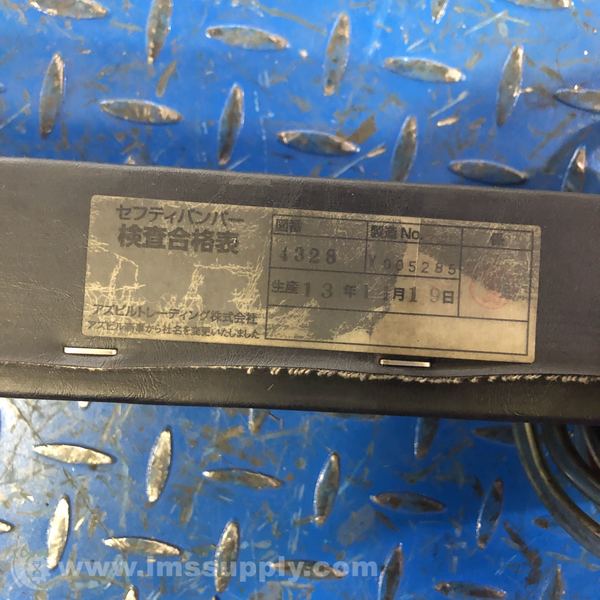 セフティバンパー
検査合格表
図番
製造No.
4328
Y005285
生産 13年 1 月19日
アズビルトレーディング株式会社
アズビル商事から社名を変更いたしました
© www.imssupply.com